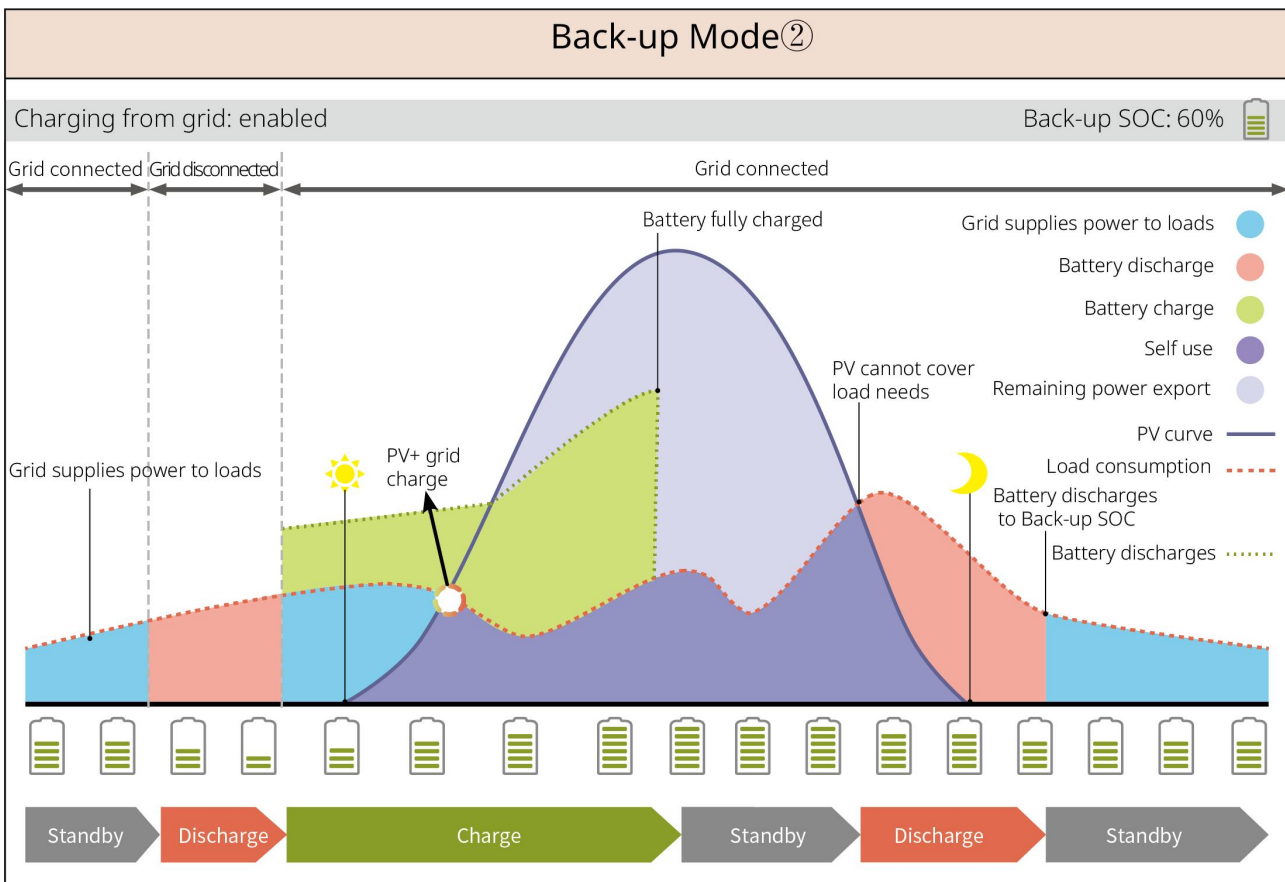 Back-up Mode②
Charging from grid: enabled
Back-up SOC: 60%
Grid connected
Grid disconnected
Grid connected
Battery fully charged
Grid supplies power to loads
Battery discharge
Battery charge
Self use
Remaining power export
PV curve
Load consumption
Battery discharges
PV cannot cover
load needs
PV+ grid
charge
Grid supplies power to loads
Battery discharges
to Back-up SOC
Standby
Discharge
Charge
Standby
Discharge
Standby